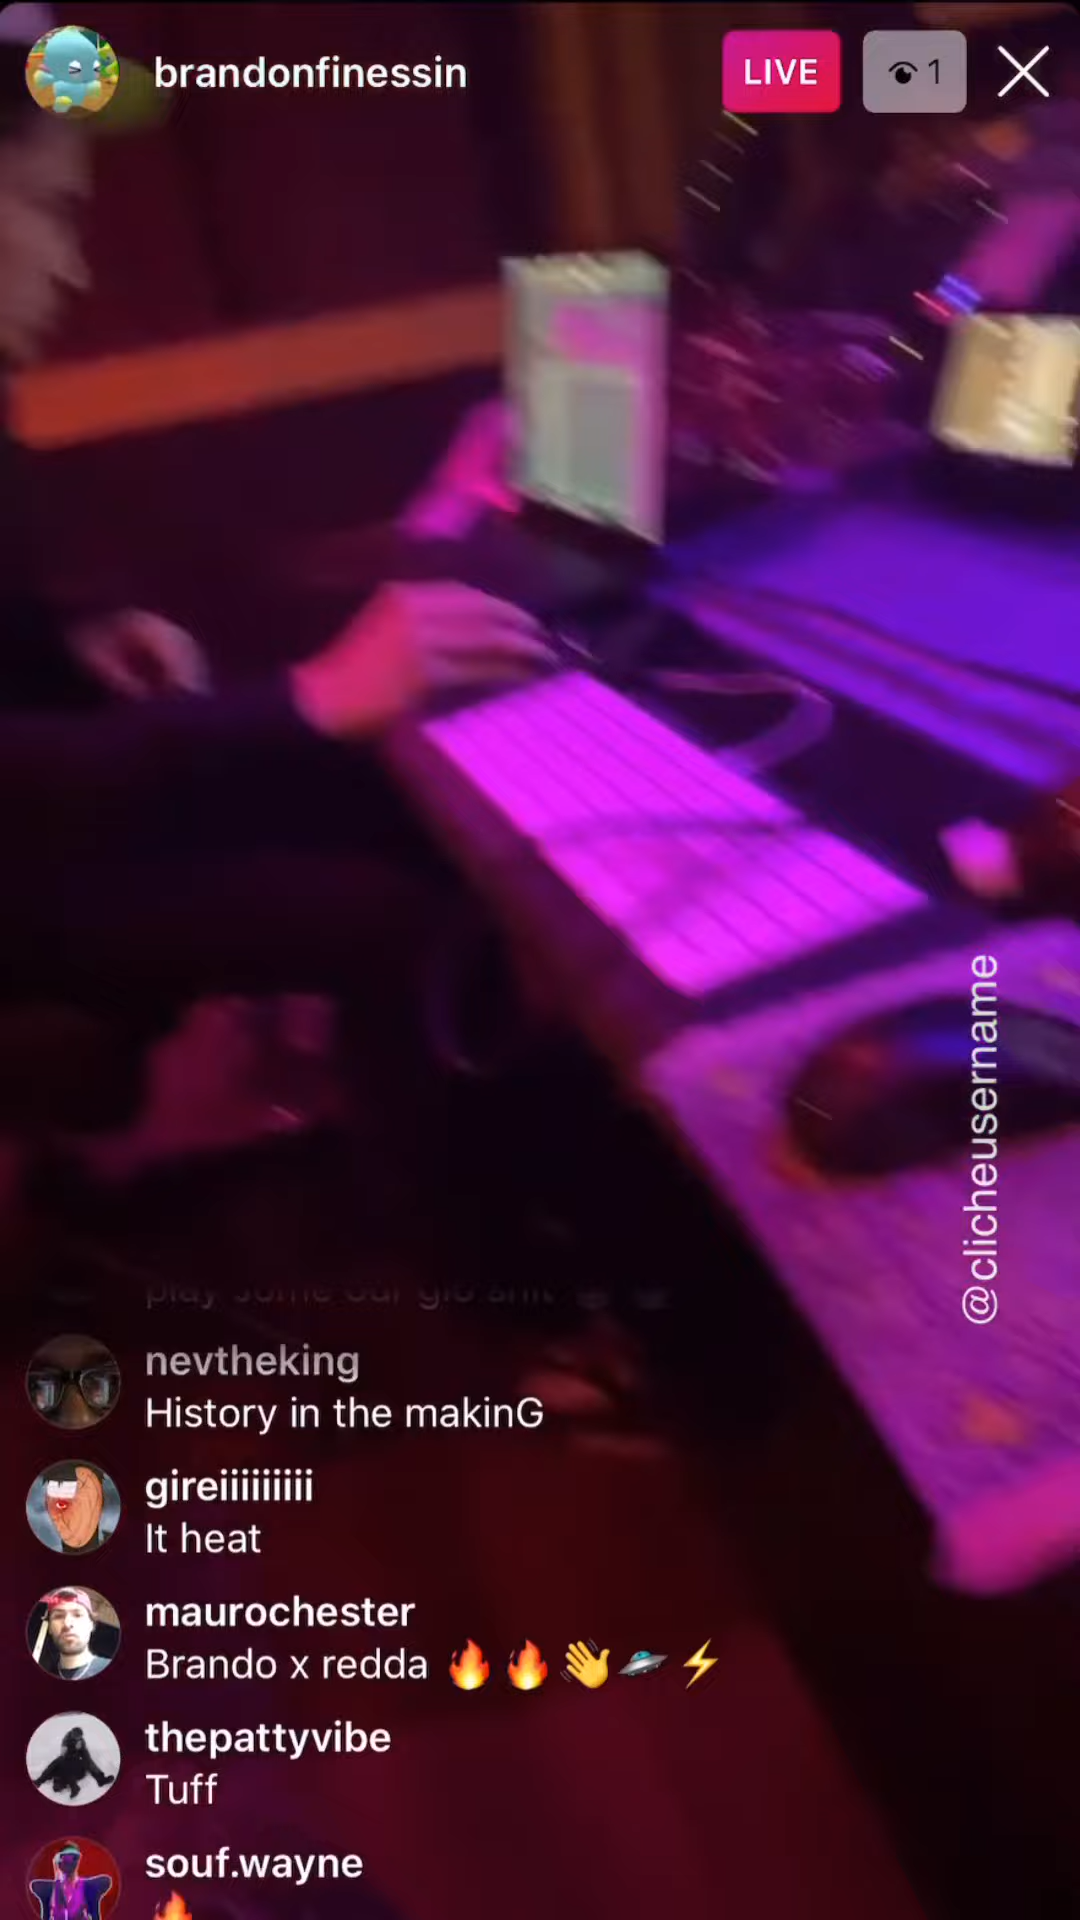 brandonfinessin
LIVE
1
@clicheusername
nevtheking
History in the makinG
gireiiiiiiiii
It heat
maurochester
Brando x redda 🔥🔥👋🛸⚡
thepattyvibe
Tuff
souf.wayne
🔥